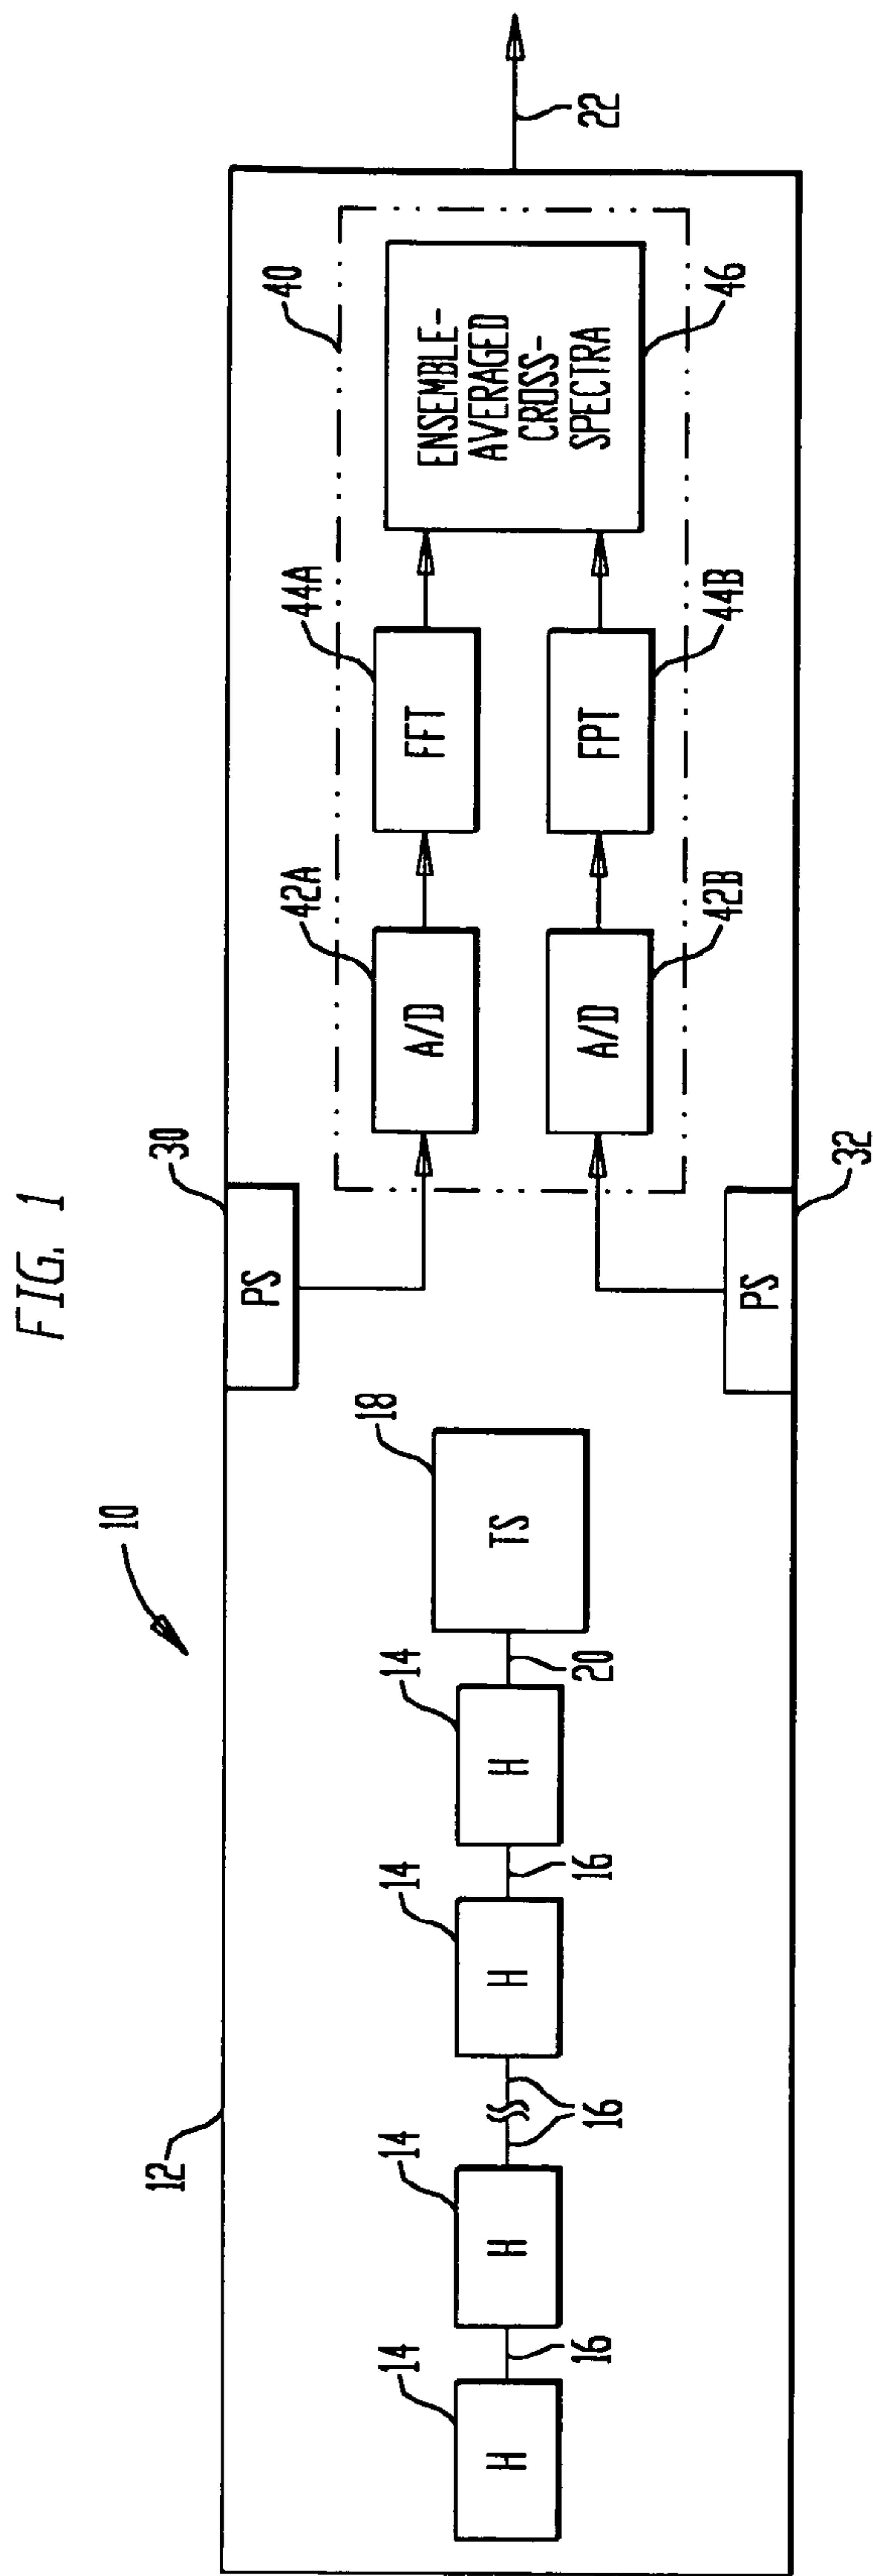 FIG. 1
10
12
14
14
14
14
18
30
40
42A
44A
22
H
H
H
H
TS
PS
A/D
FFT
ENSEMBLE-
AVERAGED
CROSS-
SPECTRA
A/D
FPT
PS
16
16
16
20
32
42B
44B
46